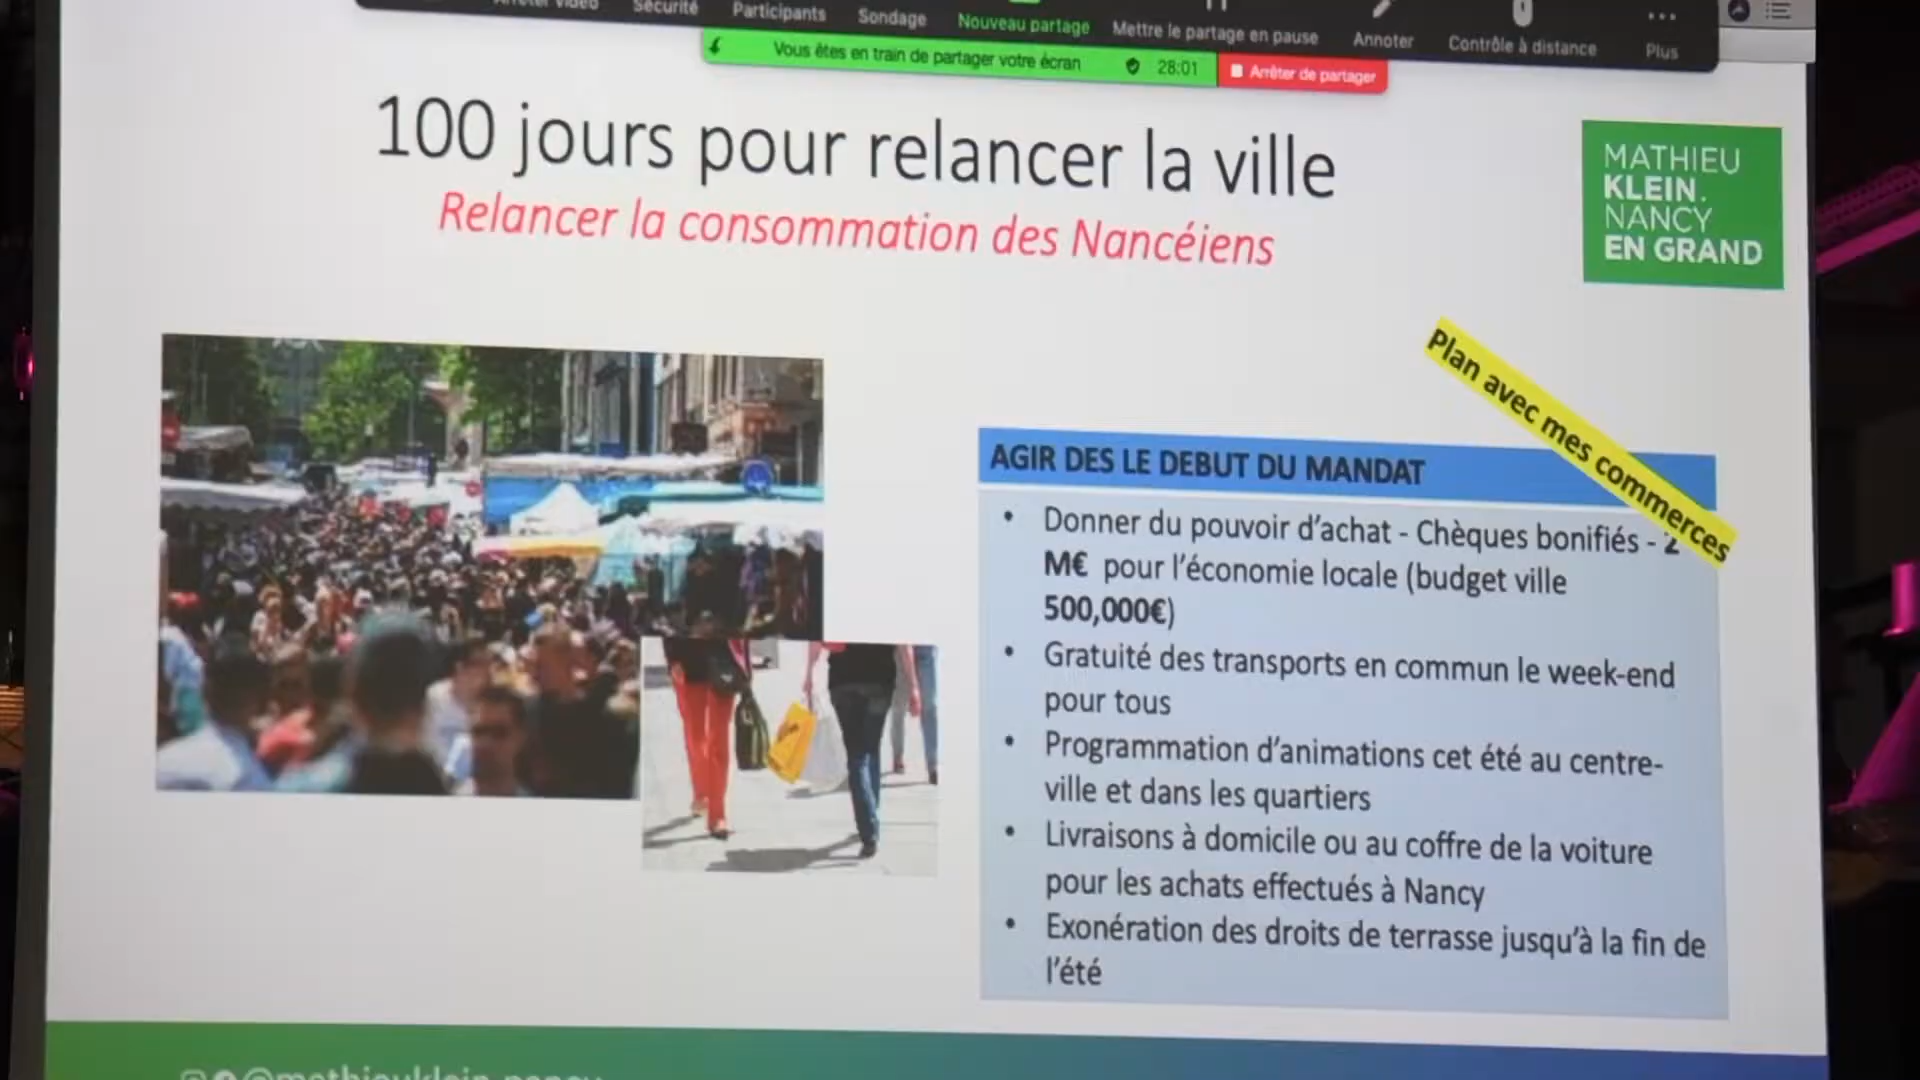 Arrêter vidéo
Sécurité
Participants
Sondage
Nouveau partage
Mettre le partage en pause
Annoter
Contrôle à distance
Plus
Vous êtes en train de partager votre écran
28:01
Arrêter de partager
100 jours pour relancer la ville
Relancer la consommation des Nancéiens
MATHIEU
KLEIN.
NANCY
EN GRAND
Plan avec mes commerces
AGIR DES LE DEBUT DU MANDAT
• Donner du pouvoir d’achat - Chèques bonifiés - 2
M€ pour l’économie locale (budget ville
500,000€)
• Gratuité des transports en commun le week-end
pour tous
• Programmation d’animations cet été au centre-
ville et dans les quartiers
• Livraisons à domicile ou au coffre de la voiture
pour les achats effectués à Nancy
• Exonération des droits de terrasse jusqu’à la fin de
l’été
@mathieuklein.nancy